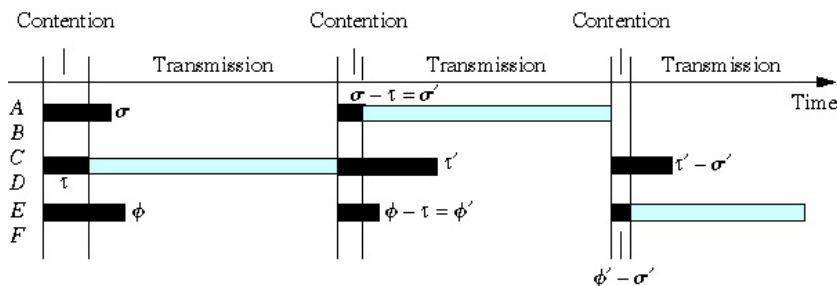 Contention Contention Contention
Transmission Transmission Transmission
Time
A σ σ − τ = σ′
B
C τ′ τ′ − σ′
D τ
E ϕ ϕ − τ = ϕ′
F
ϕ′ − σ′